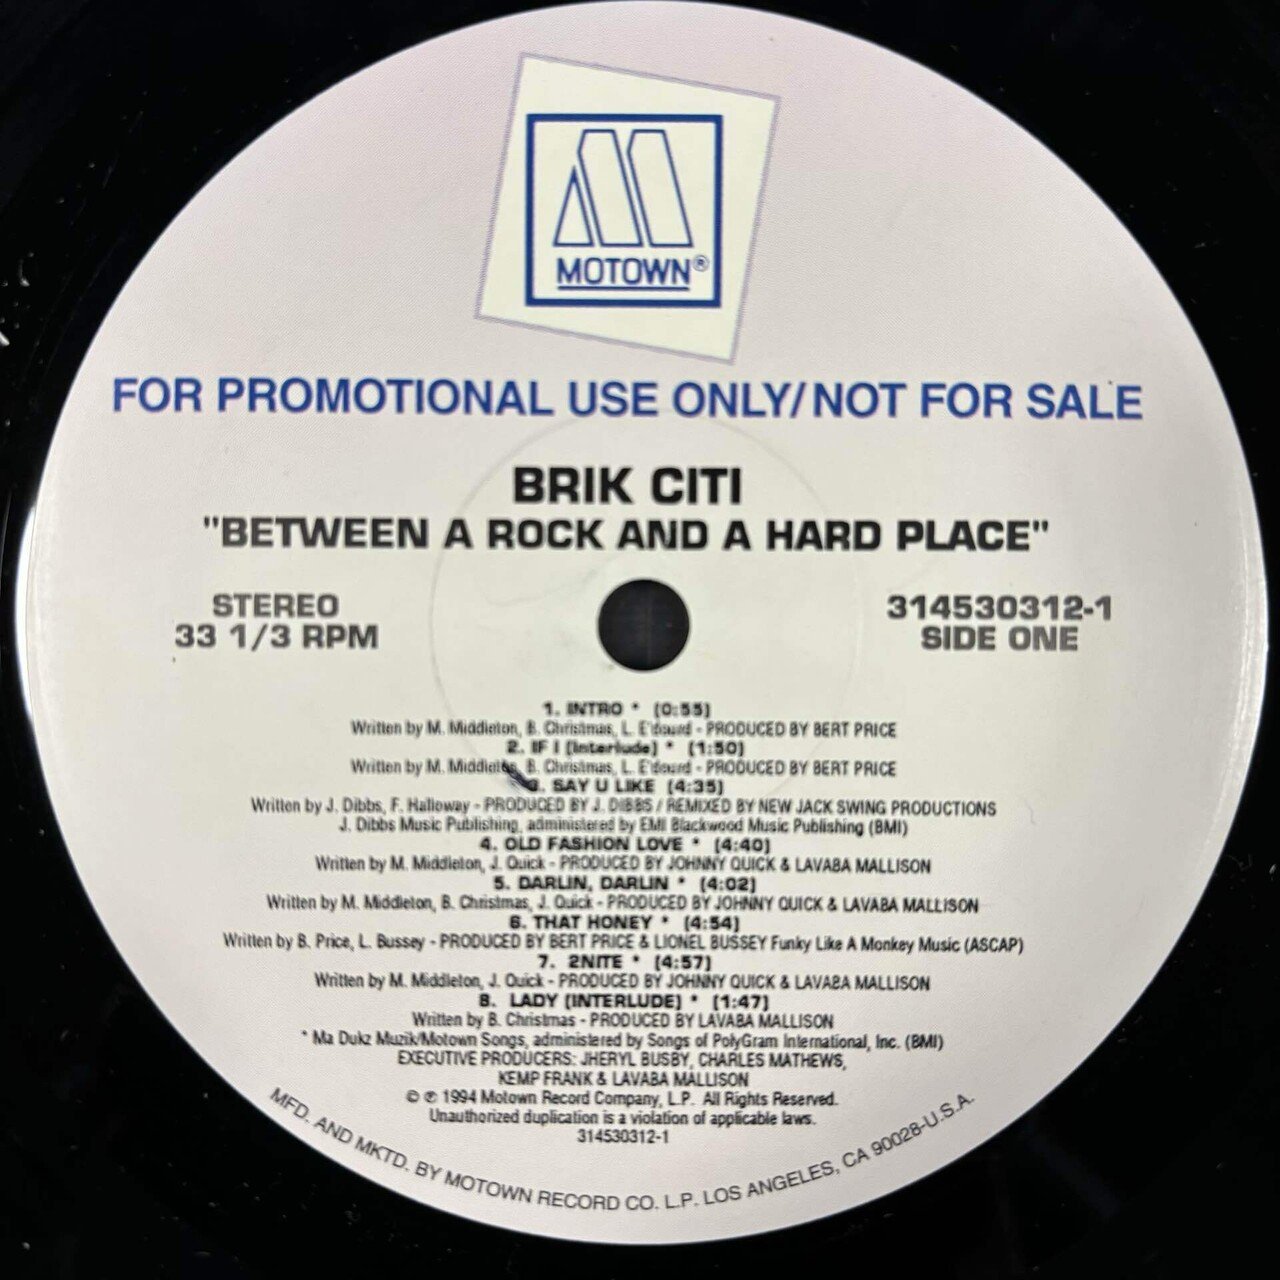 MOTOWN®
FOR PROMOTIONAL USE ONLY/NOT FOR SALE
BRIK CITI
"BETWEEN A ROCK AND A HARD PLACE"
STEREO
33 1/3 RPM
314530312-1
SIDE ONE
1. INTRO * (0:55)
Written by M. Middleton, B. Christmas, L. E'douard - PRODUCED BY BERT PRICE
2. IF I (Interlude) * (1:50)
Written by M. Middleton, B. Christmas, L. E'douard - PRODUCED BY BERT PRICE
3. SAY U LIKE (4:35)
Written by J. Dibbs, F. Halloway - PRODUCED BY J. DIBBS / REMIXED BY NEW JACK SWING PRODUCTIONS
J. Dibbs Music Publishing, administered by EMI Blackwood Music Publishing (BMI)
4. OLD FASHION LOVE * (4:40)
Written by M. Middleton, J. Quick - PRODUCED BY JOHNNY QUICK & LAVABA MALLISON
5. DARLIN, DARLIN * (4:02)
Written by M. Middleton, B. Christmas, J. Quick - PRODUCED BY JOHNNY QUICK & LAVABA MALLISON
6. THAT HONEY * (4:54)
Written by B. Price, L. Bussey - PRODUCED BY BERT PRICE & LIONEL BUSSEY Funky Like A Monkey Music (ASCAP)
7. 2NITE * (4:57)
Written by M. Middleton, J. Quick - PRODUCED BY JOHNNY QUICK & LAVABA MALLISON
8. LADY (INTERLUDE) * (1:47)
Written by B. Christmas - PRODUCED BY LAVABA MALLISON
* Ma Dukz Muzik/Motown Songs, administered by Songs of PolyGram International, Inc. (BMI)
EXECUTIVE PRODUCERS: JHERYL BUSBY, CHARLES MATHEWS,
KEMP FRANK & LAVABA MALLISON
© ℗ 1994 Motown Record Company, L.P. All Rights Reserved.
Unauthorized duplication is a violation of applicable laws.
314530312-1
MFD. AND MKTD. BY MOTOWN RECORD CO. L.P. LOS ANGELES, CA 90028-U.S.A.